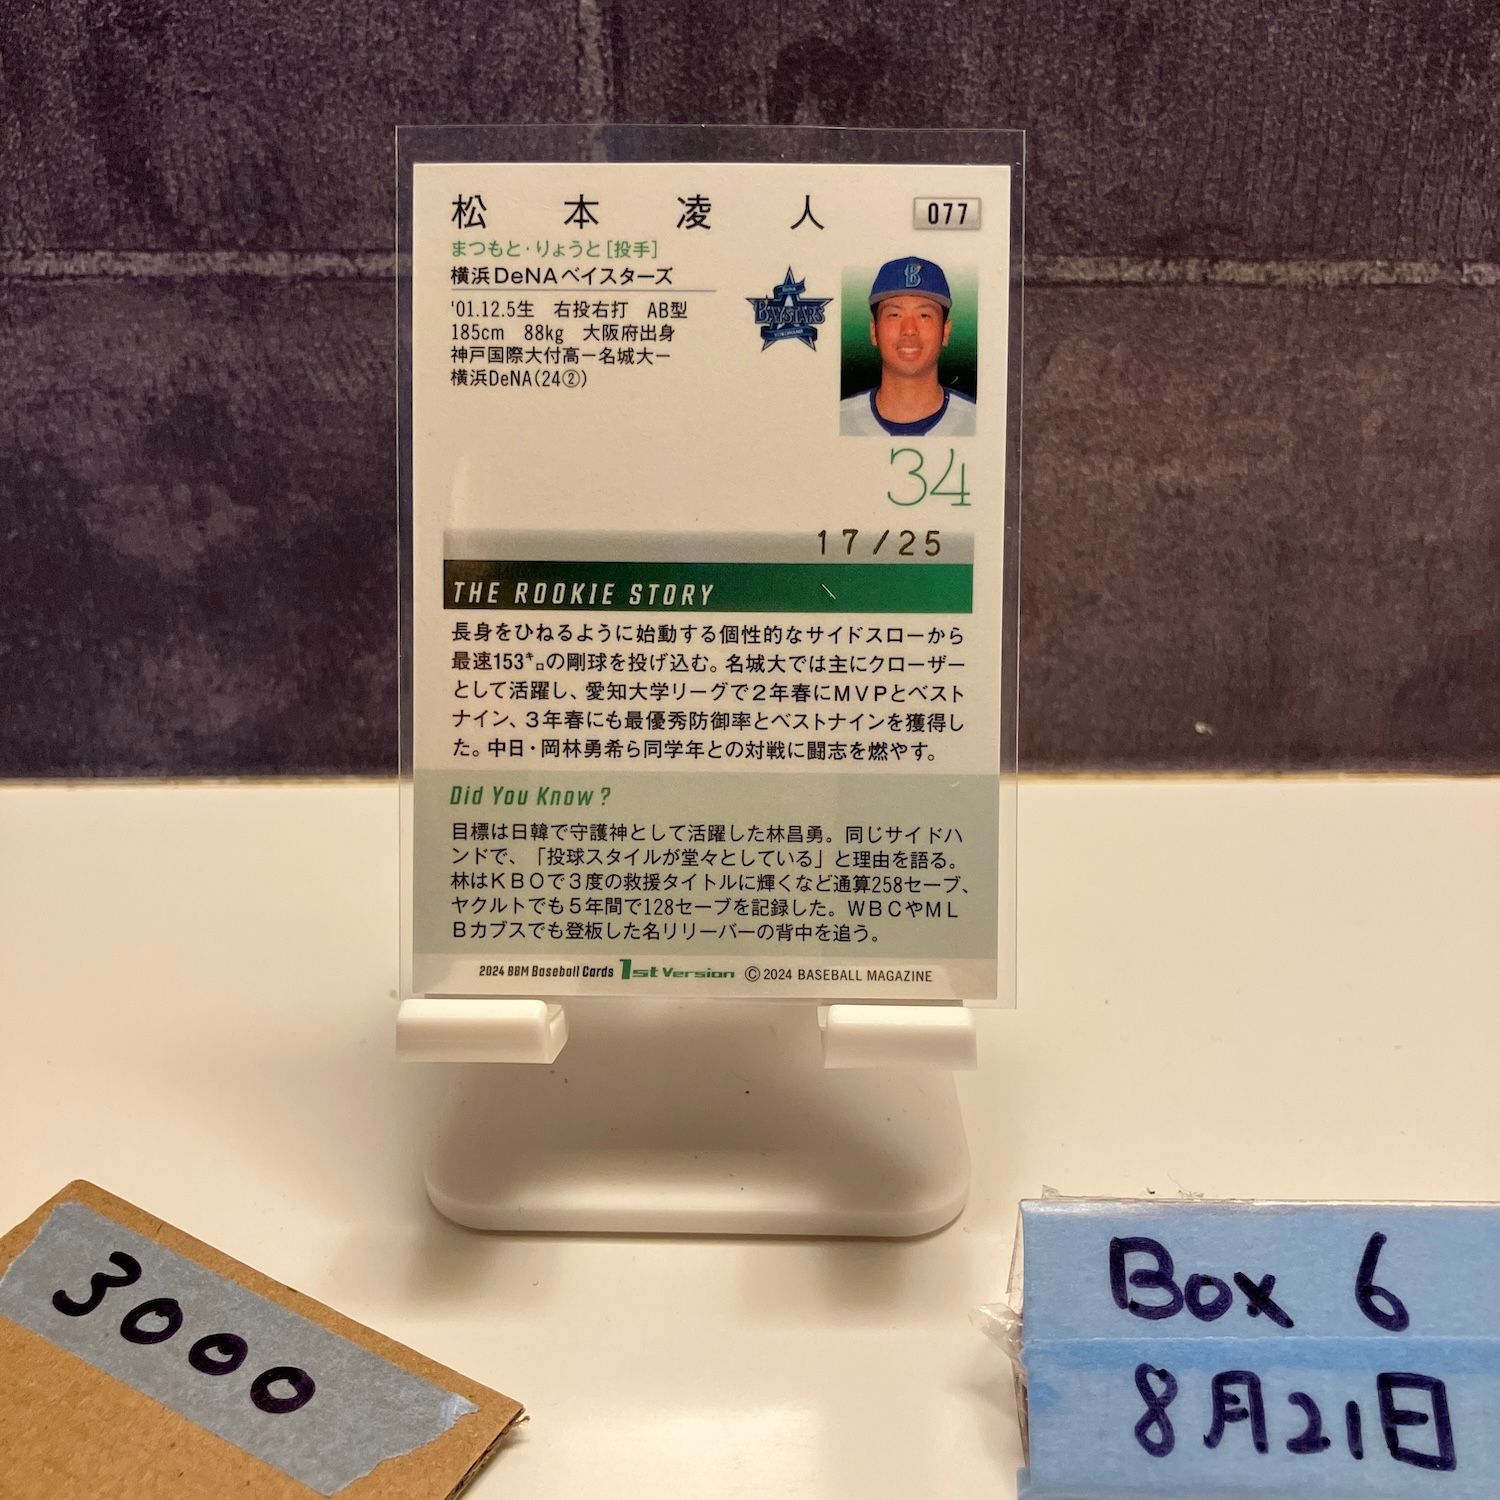 松本凌人
077
まつもと・りょうと[投手]
横浜DeNAベイスターズ
'01.12.5生　右投右打　AB型
185cm　88kg　大阪府出身
神戸国際大付高ー名城大ー
横浜DeNA(24②)
BAYSTARS
B
34
17/25
THE ROOKIE STORY
長身をひねるように始動する個性的なサイドスローから
最速153㌔の剛球を投げ込む。名城大では主にクローザー
として活躍し、愛知大学リーグで2年春にMVPとベスト
ナイン、3年春にも最優秀防御率とベストナインを獲得し
た。中日・岡林勇希ら同学年との対戦に闘志を燃やす。
Did You Know?
目標は日韓で守護神として活躍した林昌勇。同じサイドハ
ンドで、「投球スタイルが堂々としている」と理由を語る。
林はKBOで3度の救援タイトルに輝くなど通算258セーブ、
ヤクルトでも5年間で128セーブを記録した。WBCやML
Bカブスでも登板した名リリーバーの背中を追う。
2024 BBM Baseball Cards 1st Version ©2024 BASEBALL MAGAZINE
3000
Box 6
8月21日